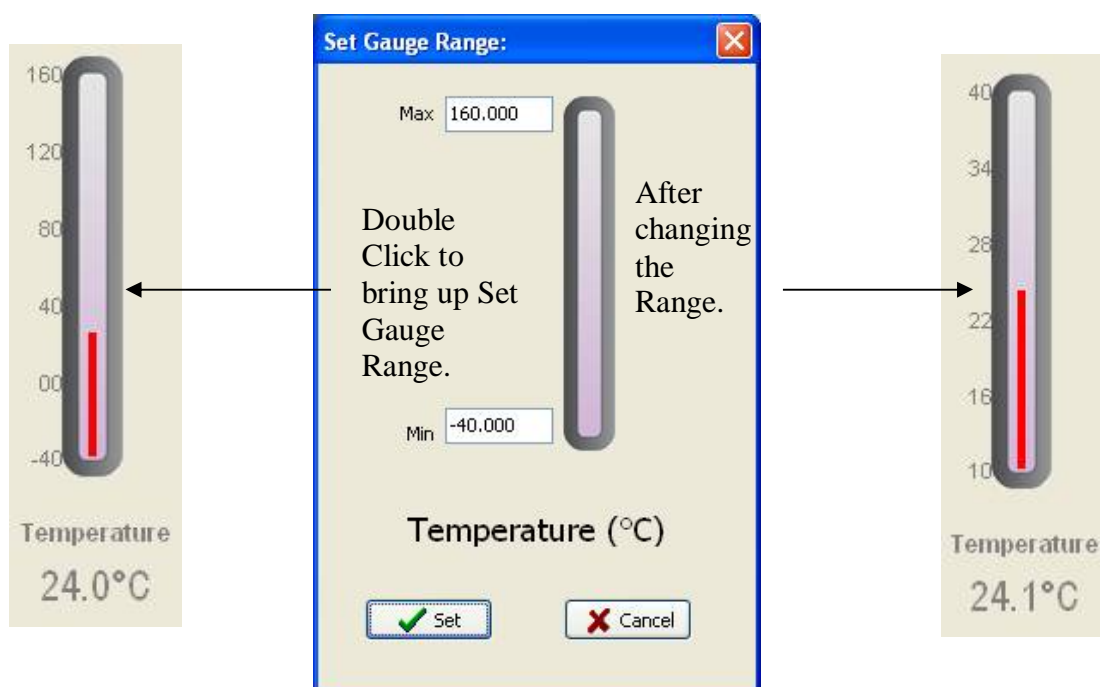 160
120
80
40
00
-40
Temperature
24.0°C
Set Gauge Range:
Max 160.000
Double
Click to
bring up Set
Gauge
Range.
After
changing
the
Range.
Min -40.000
Temperature (°C)
Set
Cancel
40
34
28
22
16
10
Temperature
24.1°C